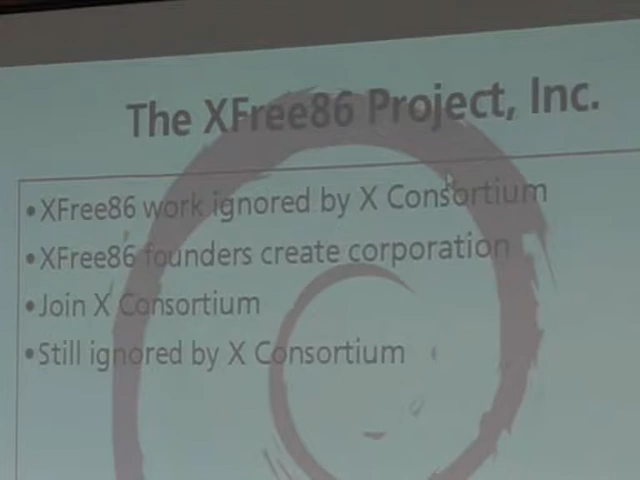 The XFree86 Project, Inc.
•XFree86 work ignored by X Consortium
•XFree86 founders create corporation
•Join X Consortium
•Still ignored by X Consortium